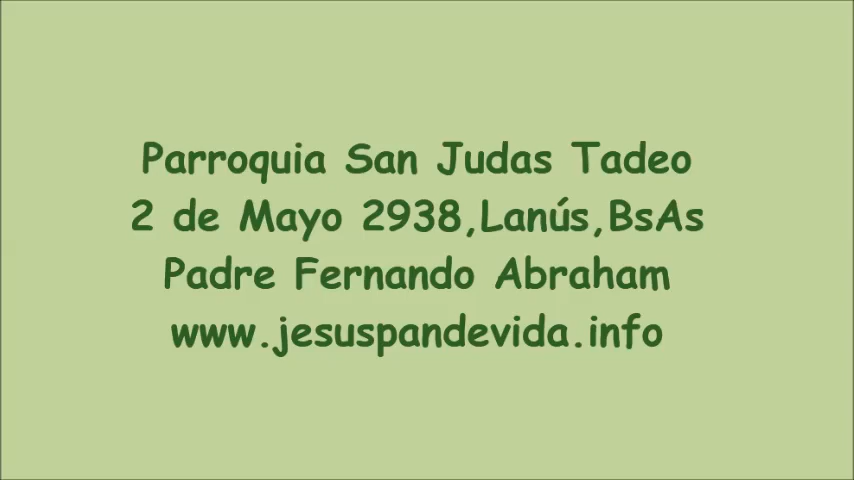 Parroquia San Judas Tadeo
2 de Mayo 2938,Lanús,BsAs
Padre Fernando Abraham
www.jesuspandevida.info